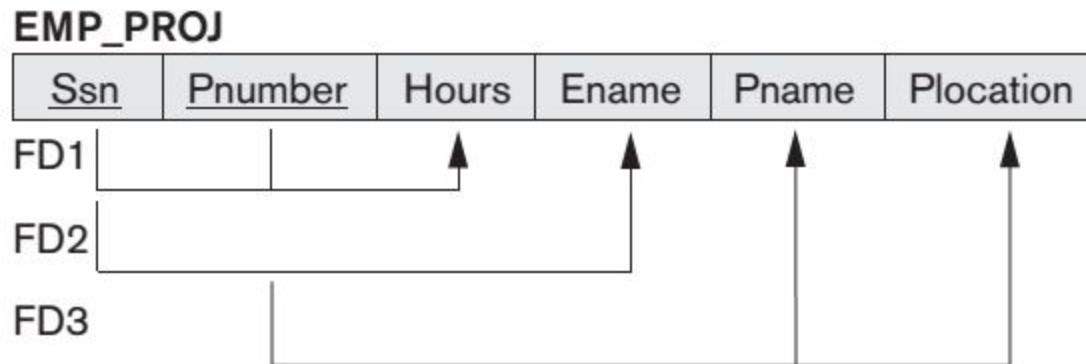 EMP_PROJ
Ssn Pnumber Hours Ename Pname Plocation
FD1
FD2
FD3